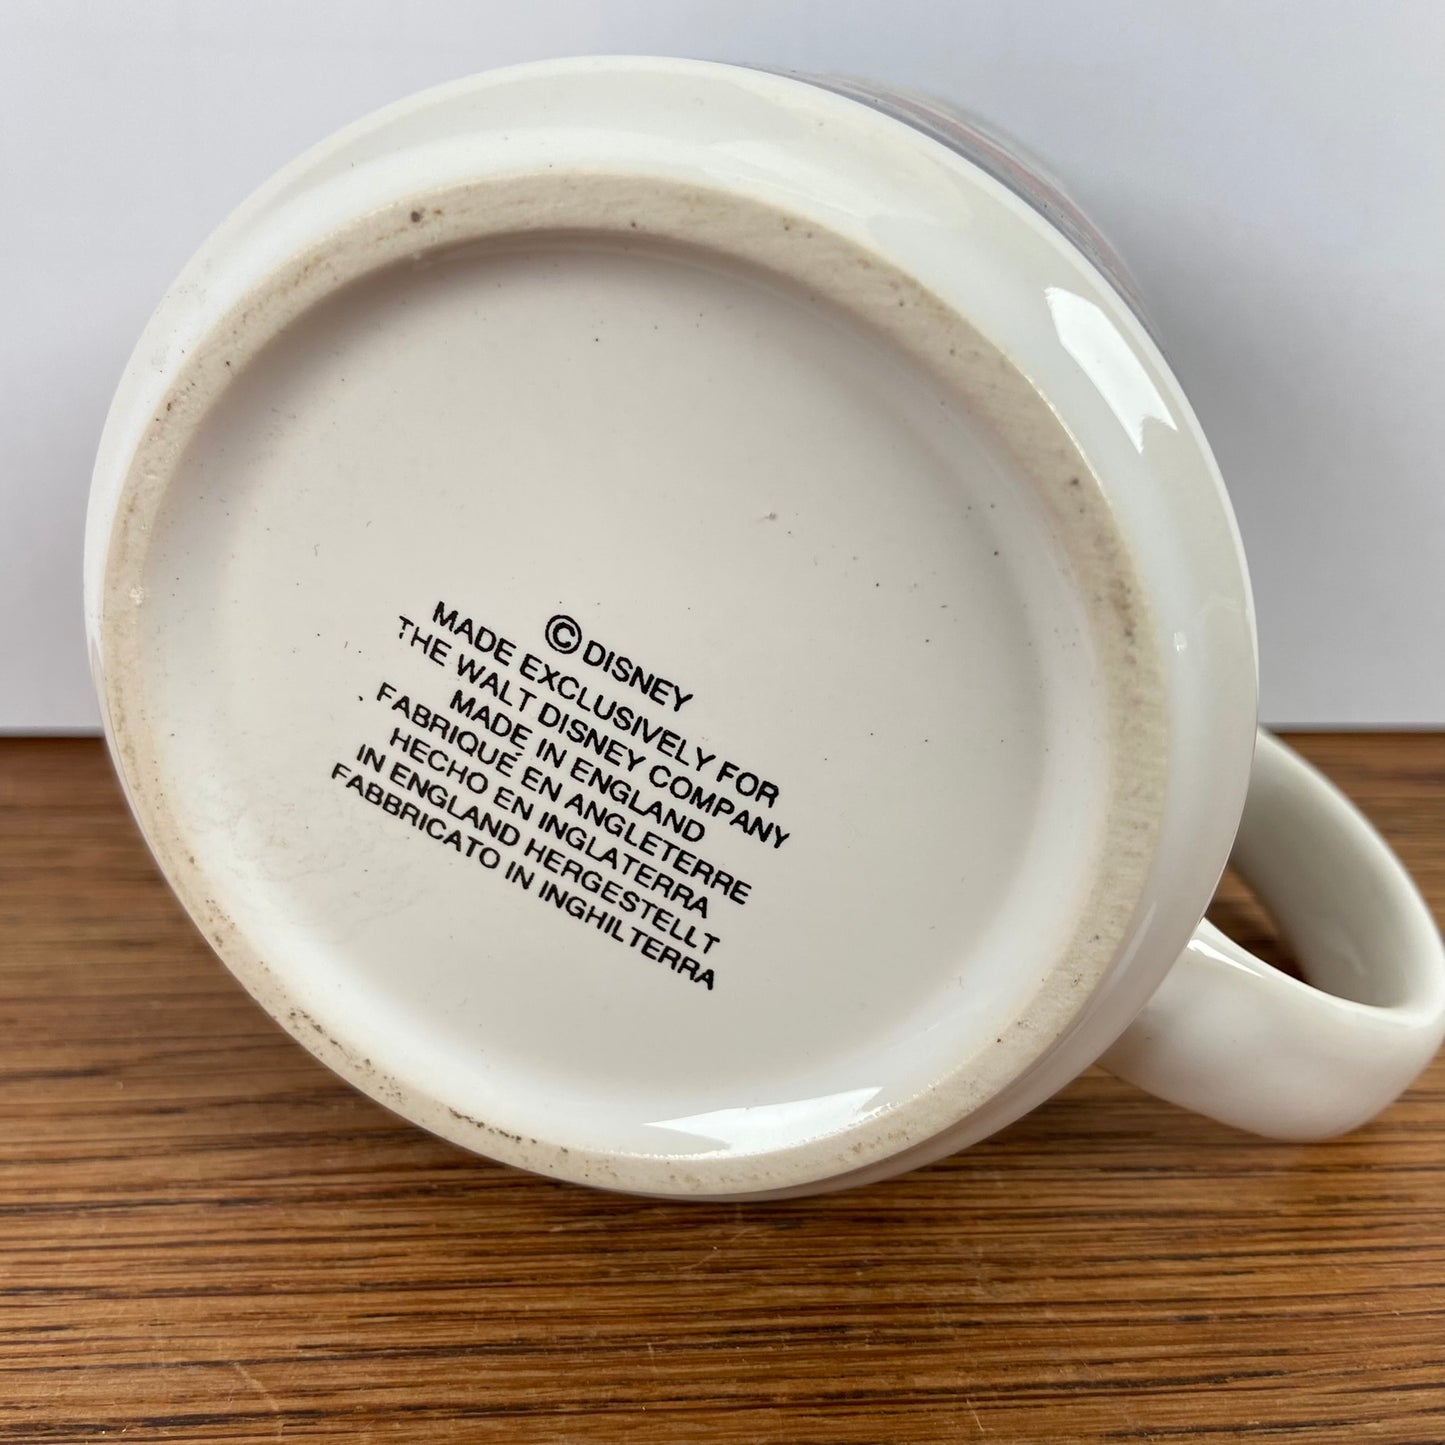 © DISNEY
MADE EXCLUSIVELY FOR
THE WALT DISNEY COMPANY
MADE IN ENGLAND
FABRIQUÉ EN ANGLETERRE
HECHO EN INGLATERRA
IN ENGLAND HERGESTELLT
FABBRICATO IN INGHILTERRA